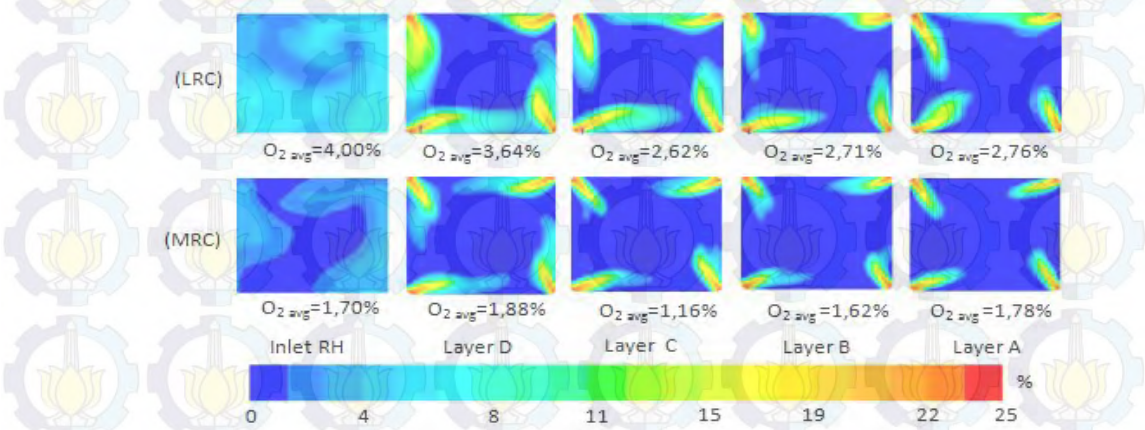 (LRC)
O2 avg=4,00% O2 avg=3,64% O2 avg=2,62% O2 avg=2,71% O2 avg=2,76%
(MRC)
O2 avg=1,70% O2 avg=1,88% O2 avg=1,16% O2 avg=1,62% O2 avg=1,78%
Inlet RH Layer D Layer C Layer B Layer A
%
0 4 8 11 15 19 22 25